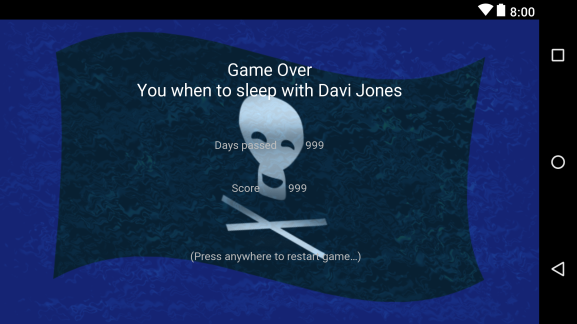 8:00
Game Over
You when to sleep with Davi Jones
Days passed 999
Score 999
(Press anywhere to restart game...)